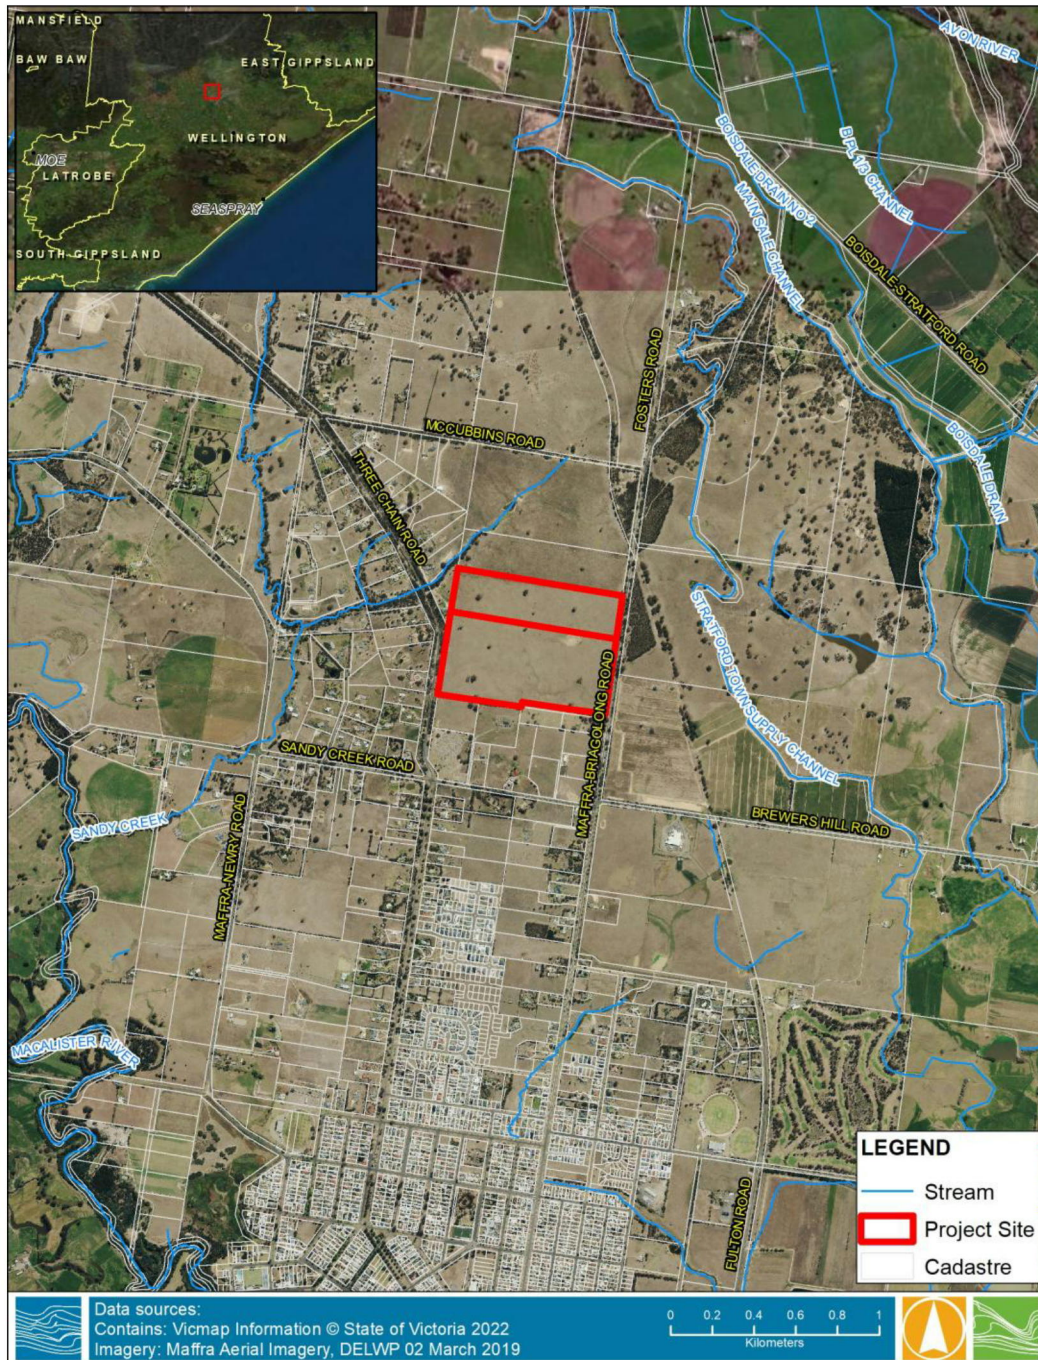 MANSFIELD
BAW BAW
EAST GIPPSLAND
WELLINGTON
MOE
LATROBE
SEASPRAY
SOUTH GIPPSLAND
AVON RIVER
BOISDALE DRAIN NO 2
BFL 1/3 CHANNEL
MAIN SALE CHANNEL
BOISDALE-STRATFORD ROAD
FOSTERS ROAD
MCCUBBINS ROAD
BOISDALE DRAIN
THREE CHAIN ROAD
STRATFORD TOWN SUPPLY CHANNEL
MAFFRA-BRIAGOLONG ROAD
SANDY CREEK ROAD
SANDY CREEK
MAFFRA-NEWRY ROAD
BREWERS HILL ROAD
MACALISTER RIVER
FULTON ROAD
LEGEND
Stream
Project Site
Cadastre
Data sources:
Contains: Vicmap Information © State of Victoria 2022
Imagery: Maffra Aerial Imagery, DELWP 02 March 2019
0 0.2 0.4 0.6 0.8 1
Kilometers